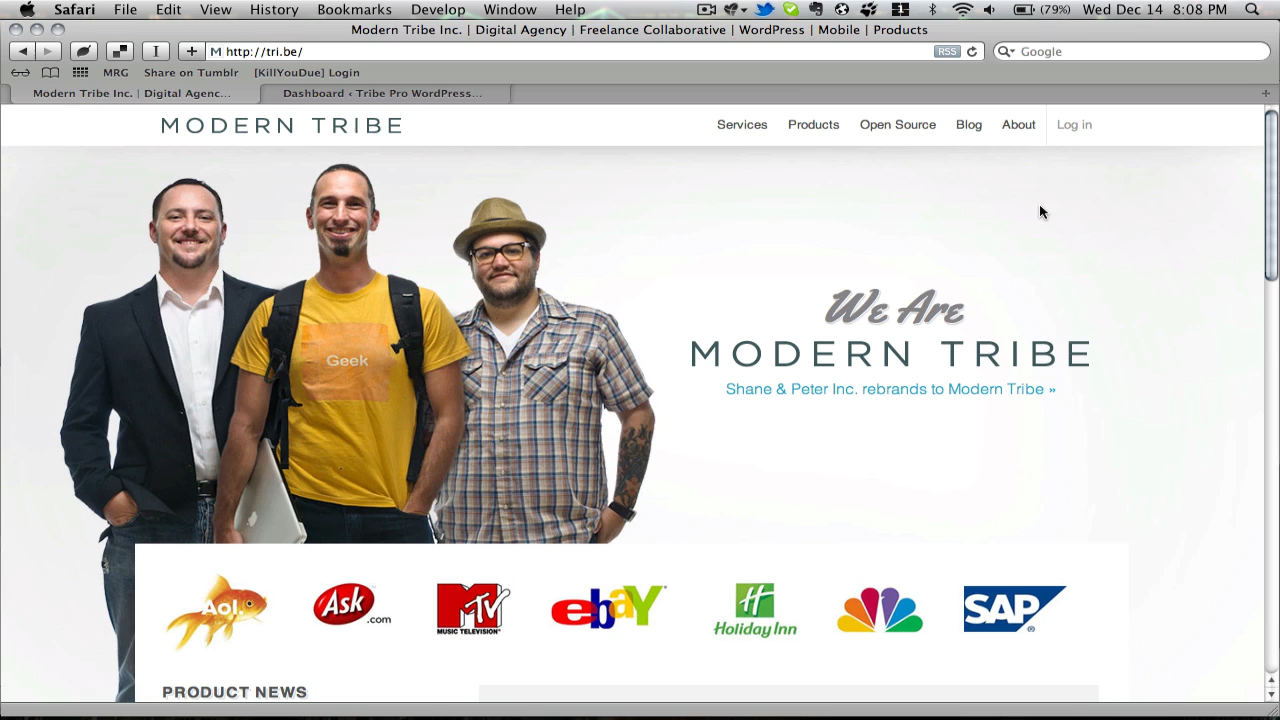 Safari File Edit View History Bookmarks Develop Window Help (79%) Wed Dec 14 8:08 PM
Modern Tribe Inc. | Digital Agency | Freelance Collaborative | WordPress | Mobile | Products
http://tri.be/ RSS Google
MRG Share on Tumblr [KillYouDue] Login
Modern Tribe Inc. | Digital Agenc... Dashboard ‹ Tribe Pro WordPress...
MODERN TRIBE Services Products Open Source Blog About Log in
We Are
MODERN TRIBE
Shane & Peter Inc. rebrands to Modern Tribe »
Geek
Aol. Ask.com MTV MUSIC TELEVISION® ebay Holiday Inn SAP®
PRODUCT NEWS